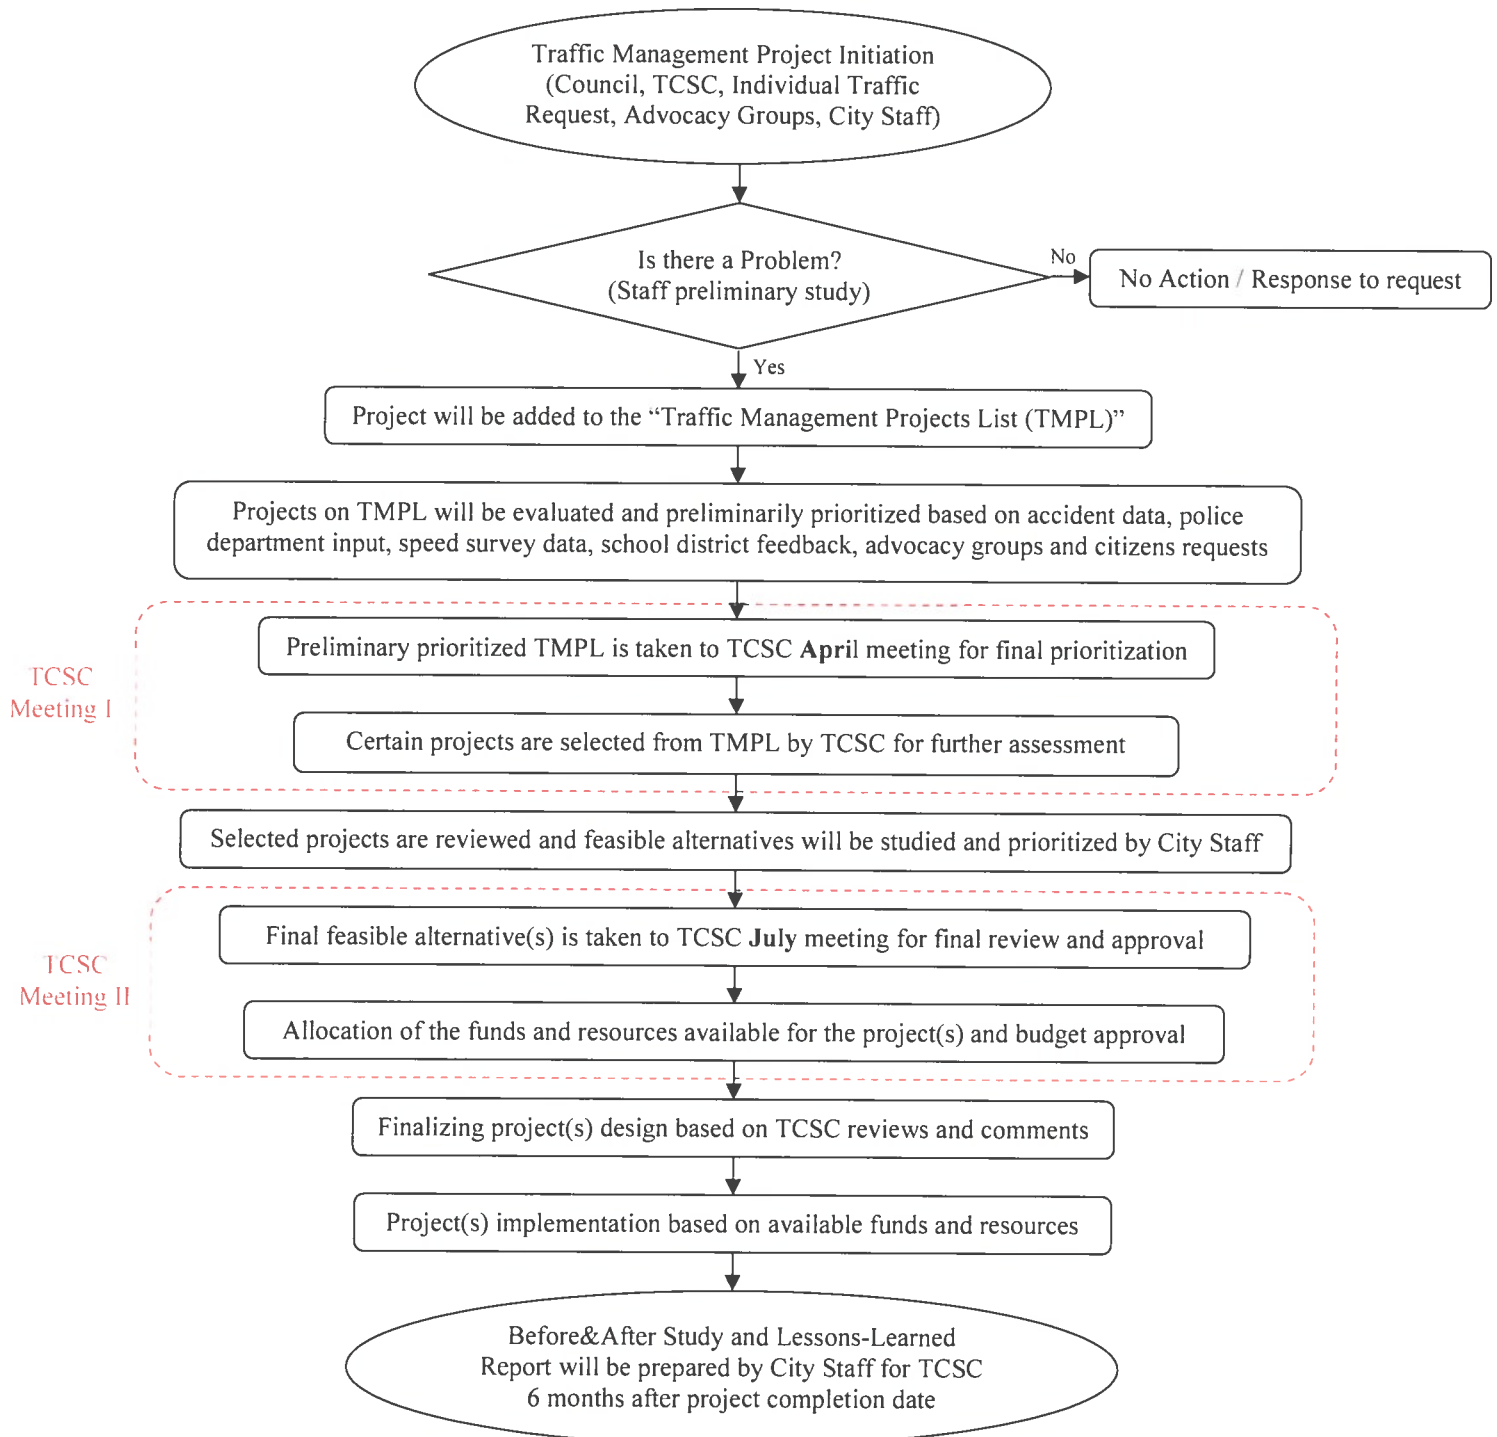 Traffic Management Project Initiation
(Council, TCSC, Individual Traffic
Request, Advocacy Groups, City Staff)
Is there a Problem?
(Staff preliminary study)
No
No Action / Response to request
Yes
Project will be added to the “Traffic Management Projects List (TMPL)”
Projects on TMPL will be evaluated and preliminarily prioritized based on accident data, police
department input, speed survey data, school district feedback, advocacy groups and citizens requests
TCSC
Meeting I
Preliminary prioritized TMPL is taken to TCSC April meeting for final prioritization
Certain projects are selected from TMPL by TCSC for further assessment
Selected projects are reviewed and feasible alternatives will be studied and prioritized by City Staff
TCSC
Meeting II
Final feasible alternative(s) is taken to TCSC July meeting for final review and approval
Allocation of the funds and resources available for the project(s) and budget approval
Finalizing project(s) design based on TCSC reviews and comments
Project(s) implementation based on available funds and resources
Before&After Study and Lessons-Learned
Report will be prepared by City Staff for TCSC
6 months after project completion date